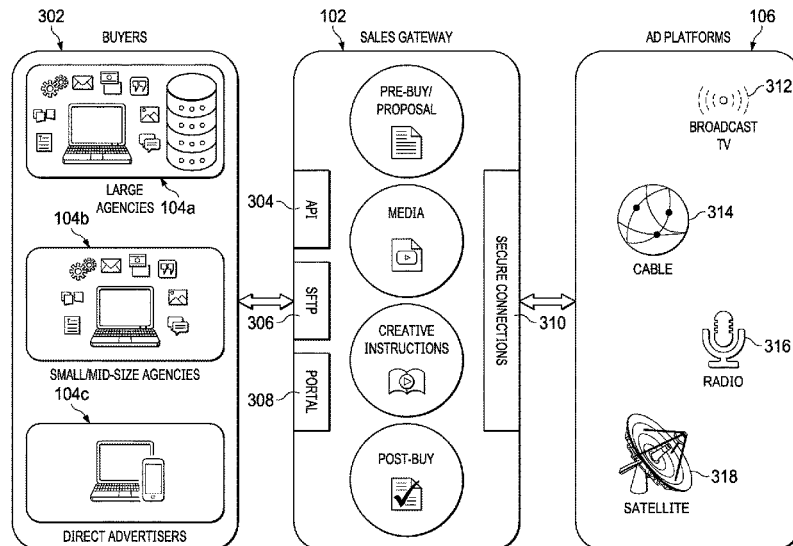 302
BUYERS
LARGE
AGENCIES
104a
104b
SMALL/MID-SIZE AGENCIES
104c
DIRECT ADVERTISERS
102
SALES GATEWAY
304
API
306
SFTP
308
PORTAL
PRE-BUY/
PROPOSAL
MEDIA
CREATIVE
INSTRUCTIONS
POST-BUY
SECURE CONNECTIONS
310
AD PLATFORMS
106
312
BROADCAST
TV
314
CABLE
316
RADIO
318
SATELLITE